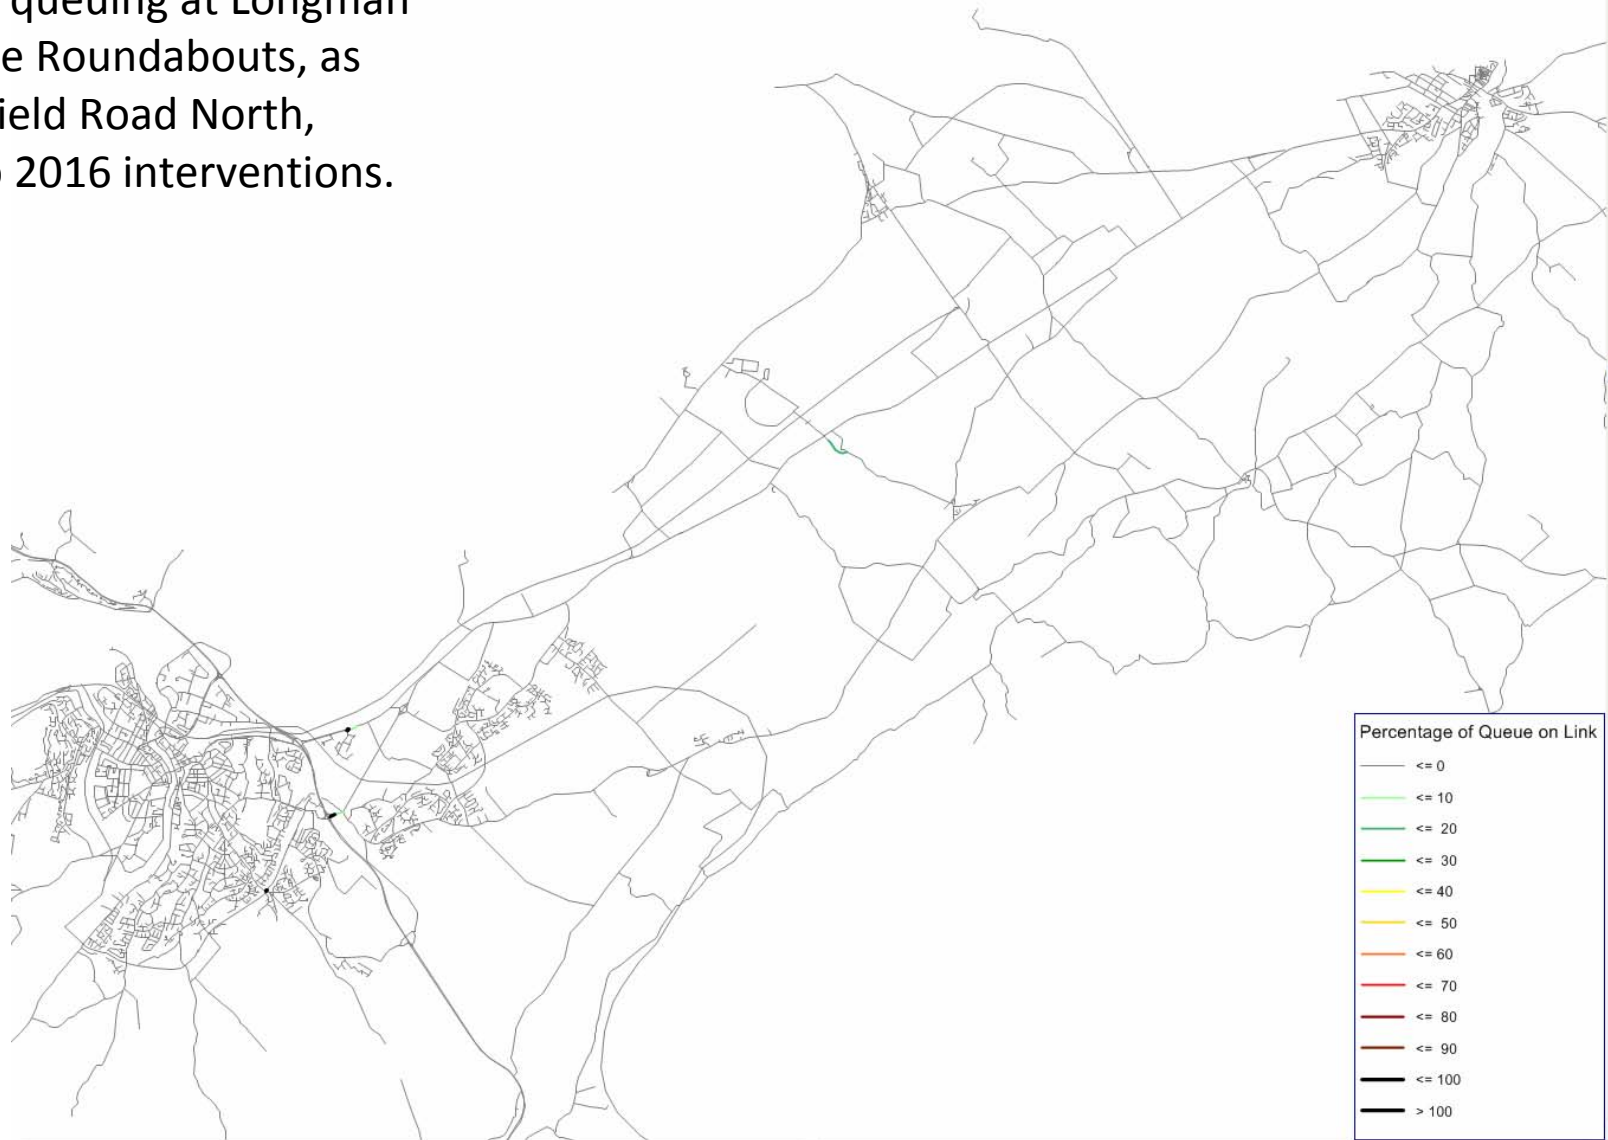 queuing at Longman
e Roundabouts, as
ield Road North,
2016 interventions.
Percentage of Queue on Link
<= 0
<= 10
<= 20
<= 30
<= 40
<= 50
<= 60
<= 70
<= 80
<= 90
<= 100
> 100